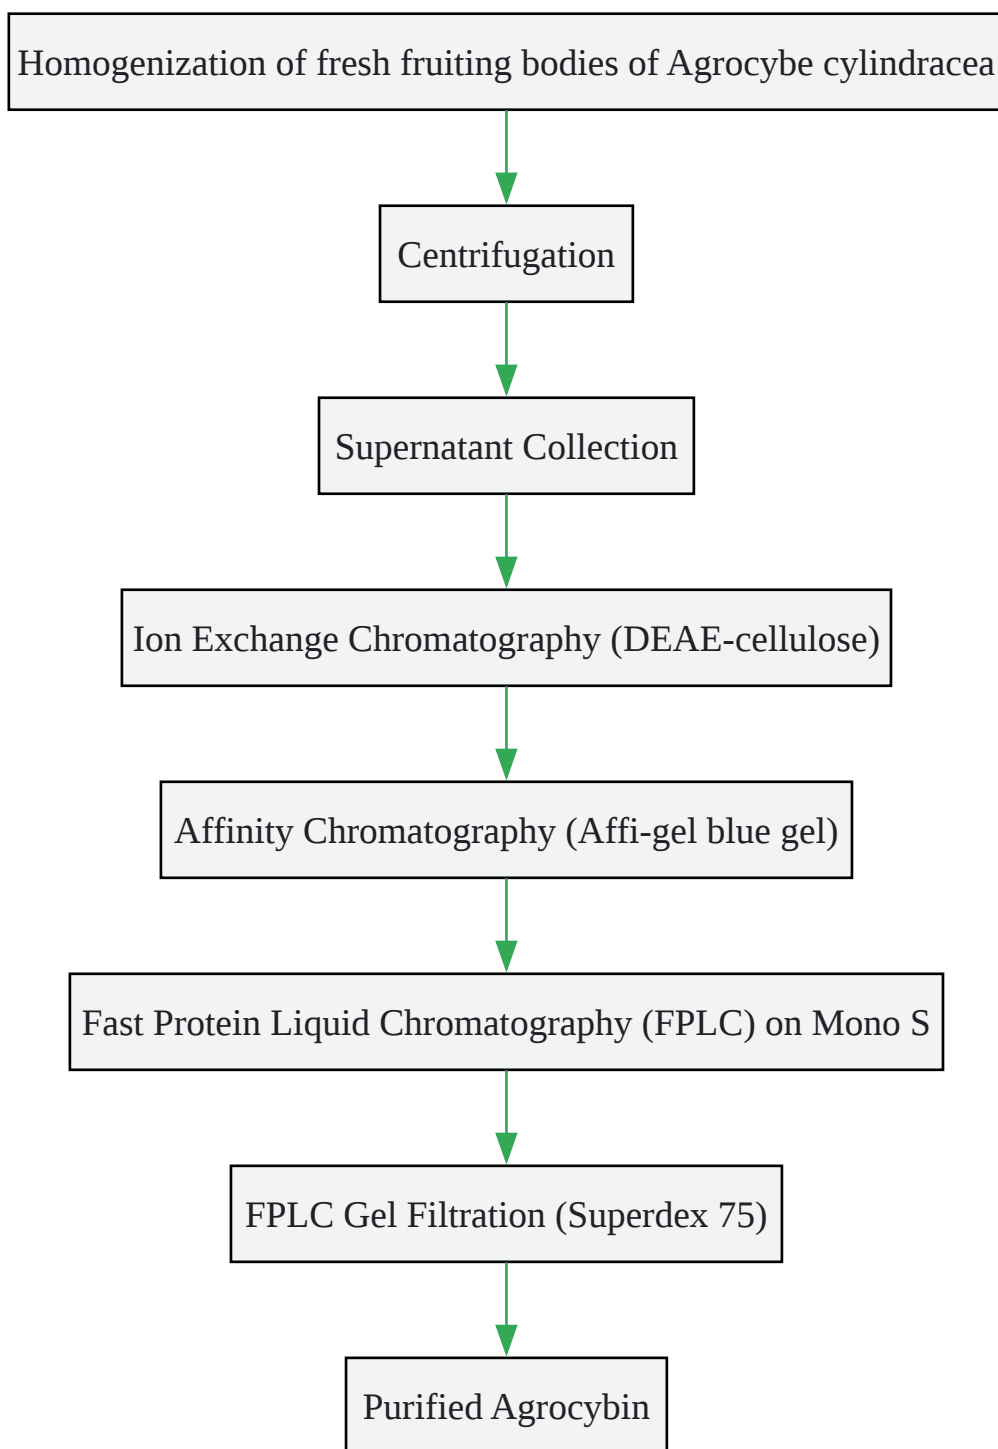 Homogenization of fresh fruiting bodies of Agrocybe cylindracea
Centrifugation
Supernatant Collection
Ion Exchange Chromatography (DEAE-cellulose)
Affinity Chromatography (Affi-gel blue gel)
Fast Protein Liquid Chromatography (FPLC) on Mono S
FPLC Gel Filtration (Superdex 75)
Purified Agrocybin